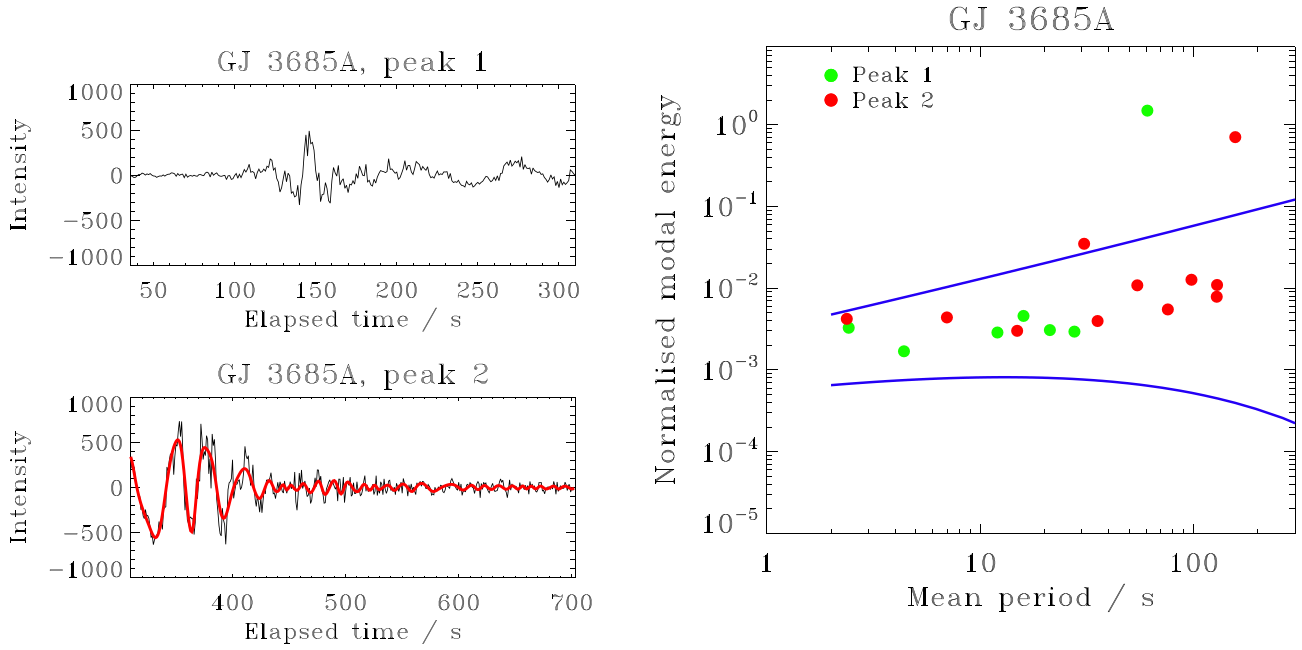 GJ 3685A, peak 1
1000
500
0
−500
−1000
Intensity
50 100 150 200 250 300
Elapsed time / s
GJ 3685A, peak 2
1000
500
0
−500
−1000
Intensity
400 500 600 700
Elapsed time / s
GJ 3685A
Peak 1
Peak 2
10^0
10^-1
10^-2
10^-3
10^-4
10^-5
Normalised modal energy
1 10 100
Mean period / s